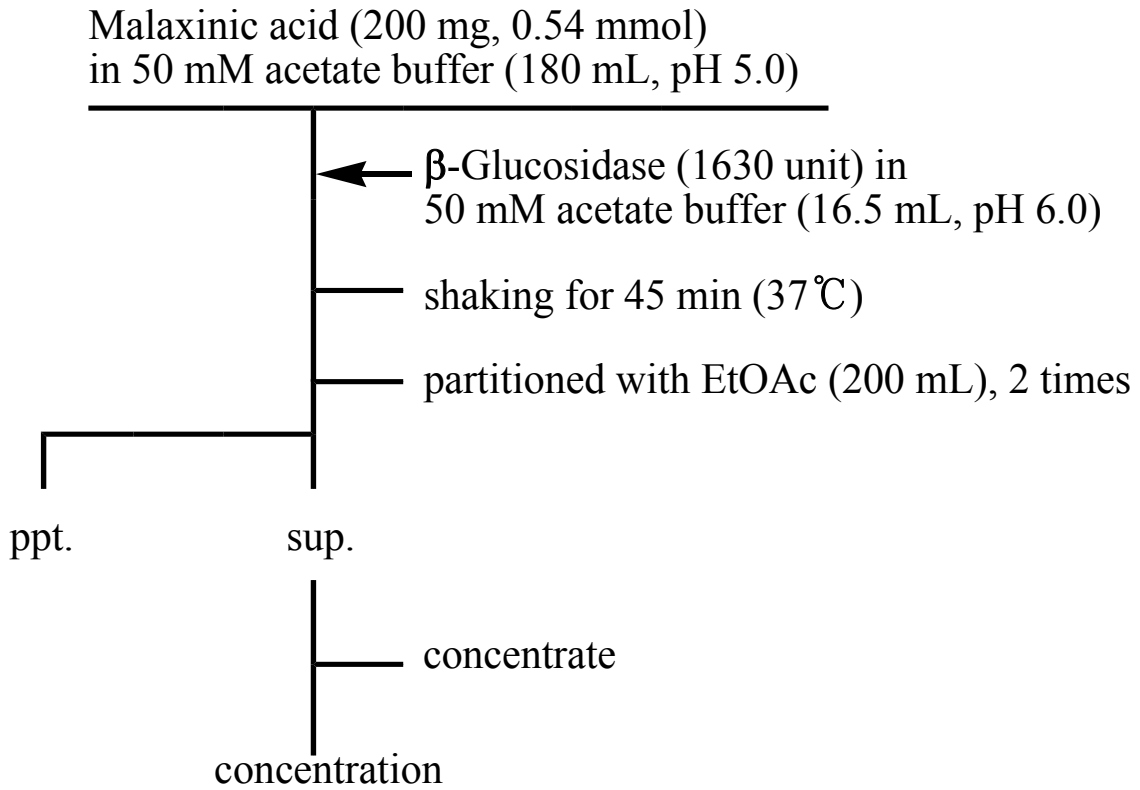 Malaxinic acid (200 mg, 0.54 mmol)
in 50 mM acetate buffer (180 mL, pH 5.0)
β-Glucosidase (1630 unit) in
50 mM acetate buffer (16.5 mL, pH 6.0)
shaking for 45 min (37℃)
partitioned with EtOAc (200 mL), 2 times
ppt.
sup.
concentrate
concentration